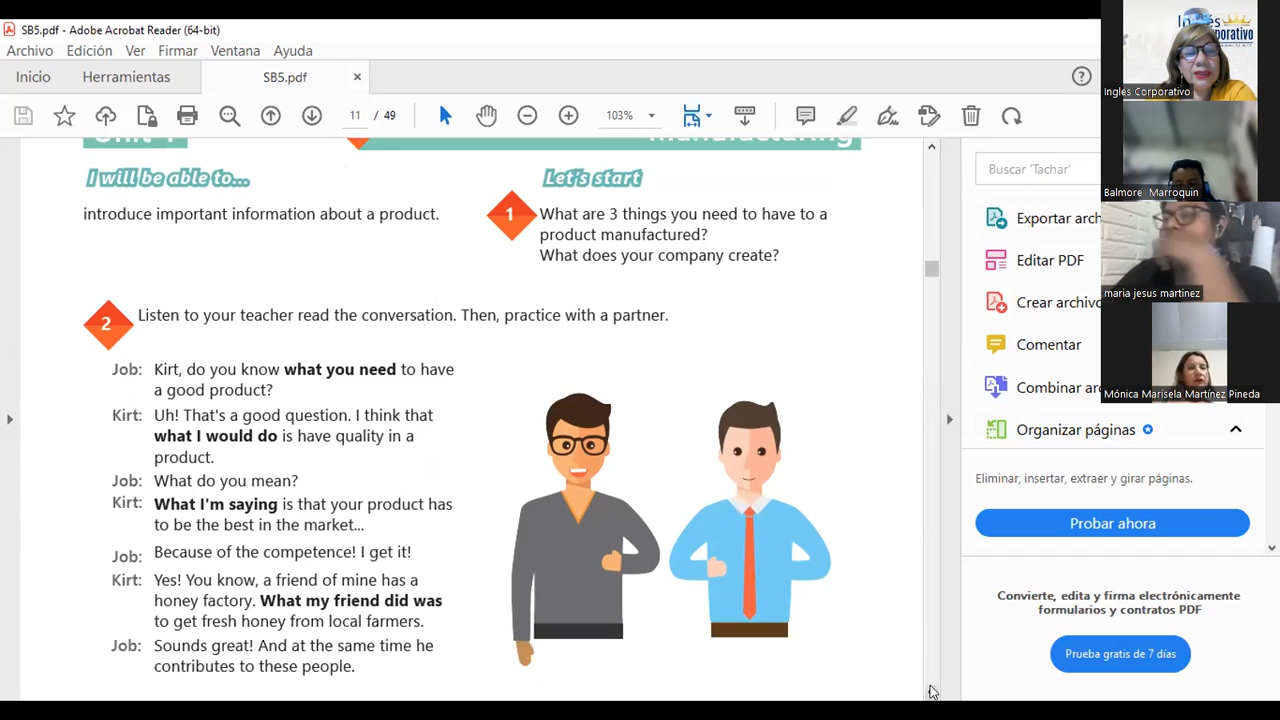 SB5.pdf - Adobe Acrobat Reader (64-bit)
Archivo Edición Ver Firmar Ventana Ayuda
Inicio Herramientas SB5.pdf ×
11 / 49 103%
Manufacturing
I will be able to...
introduce important information about a product.
Let's start
1
What are 3 things you need to have to a
product manufactured?
What does your company create?
2
Listen to your teacher read the conversation. Then, practice with a partner.
Job: Kirt, do you know what you need to have
a good product?
Kirt: Uh! That's a good question. I think that
what I would do is have quality in a
product.
Job: What do you mean?
Kirt: What I'm saying is that your product has
to be the best in the market...
Job: Because of the competence! I get it!
Kirt: Yes! You know, a friend of mine has a
honey factory. What my friend did was
to get fresh honey from local farmers.
Job: Sounds great! And at the same time he
contributes to these people.
Buscar 'Tachar'
Exportar arch
Editar PDF
Crear archivo
Comentar
Combinar ar
Organizar páginas
Eliminar, insertar, extraer y girar páginas.
Probar ahora
Convierte, edita y firma electrónicamente
formularios y contratos PDF
Prueba gratis de 7 días
Ingles Corporativo
Balmore Marroquin
maria jesus martinez
Mónica Marisela Martínez Pineda